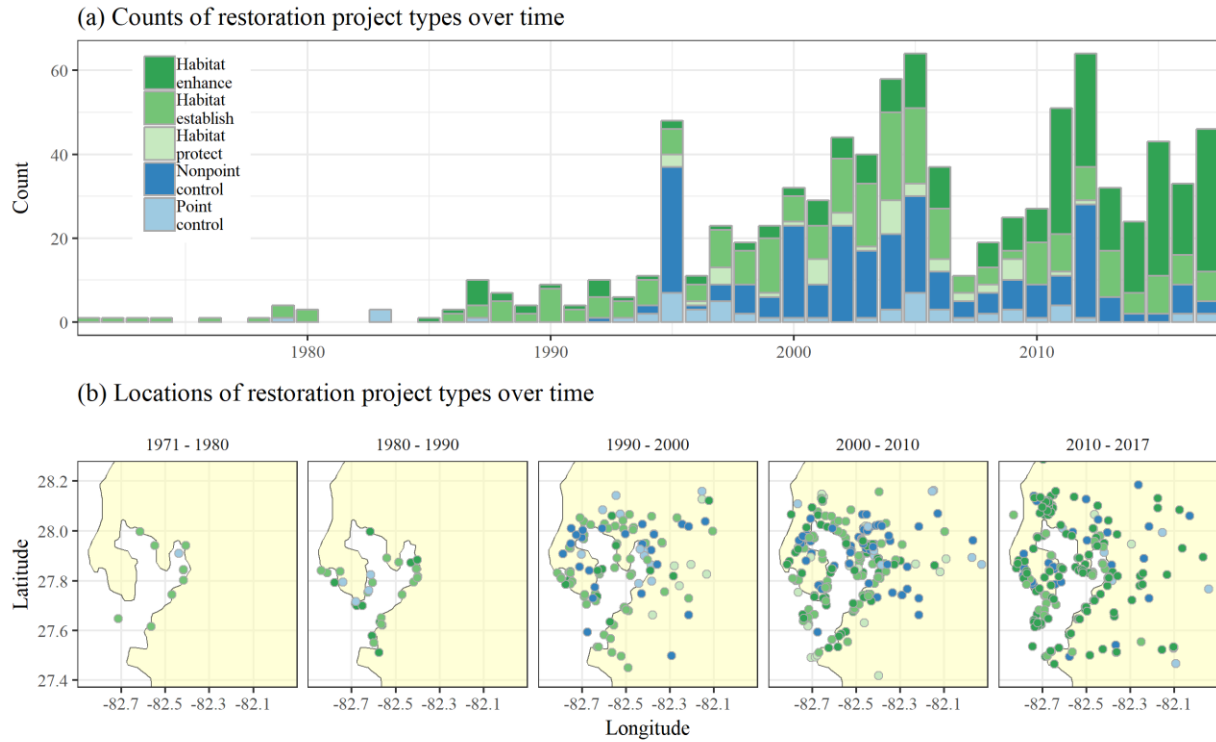 (a) Counts of restoration project types over time
Count
60
40
20
0
Habitat
enhance
Habitat
establish
Habitat
protect
Nonpoint
control
Point
control
1980
1990
2000
2010
(b) Locations of restoration project types over time
1971 - 1980
1980 - 1990
1990 - 2000
2000 - 2010
2010 - 2017
Latitude
28.2
28.0
27.8
27.6
27.4
-82.7 -82.5 -82.3 -82.1
-82.7 -82.5 -82.3 -82.1
-82.7 -82.5 -82.3 -82.1
-82.7 -82.5 -82.3 -82.1
-82.7 -82.5 -82.3 -82.1
Longitude